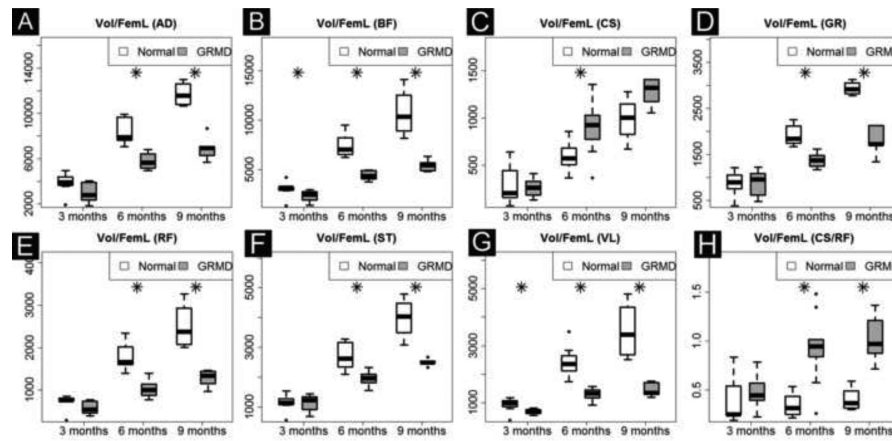 A Vol/FemL (AD)
Normal GRMD
2000 6000 10000 14000
3 months 6 months 9 months
B Vol/FemL (BF)
Normal GRMD
5000 10000 15000
3 months 6 months 9 months
C Vol/FemL (CS)
Normal GRMD
500 1000 1500
3 months 6 months 9 months
D Vol/FemL (GR)
Normal GRMD
500 1500 2500 3500
3 months 6 months 9 months
E Vol/FemL (RF)
Normal GRMD
1000 2000 3000 4000
3 months 6 months 9 months
F Vol/FemL (ST)
Normal GRMD
1000 3000 5000
3 months 6 months 9 months
G Vol/FemL (VL)
Normal GRMD
1000 3000 5000
3 months 6 months 9 months
H Vol/FemL (CS/RF)
Normal GRMD
0.5 1.0 1.5
3 months 6 months 9 months